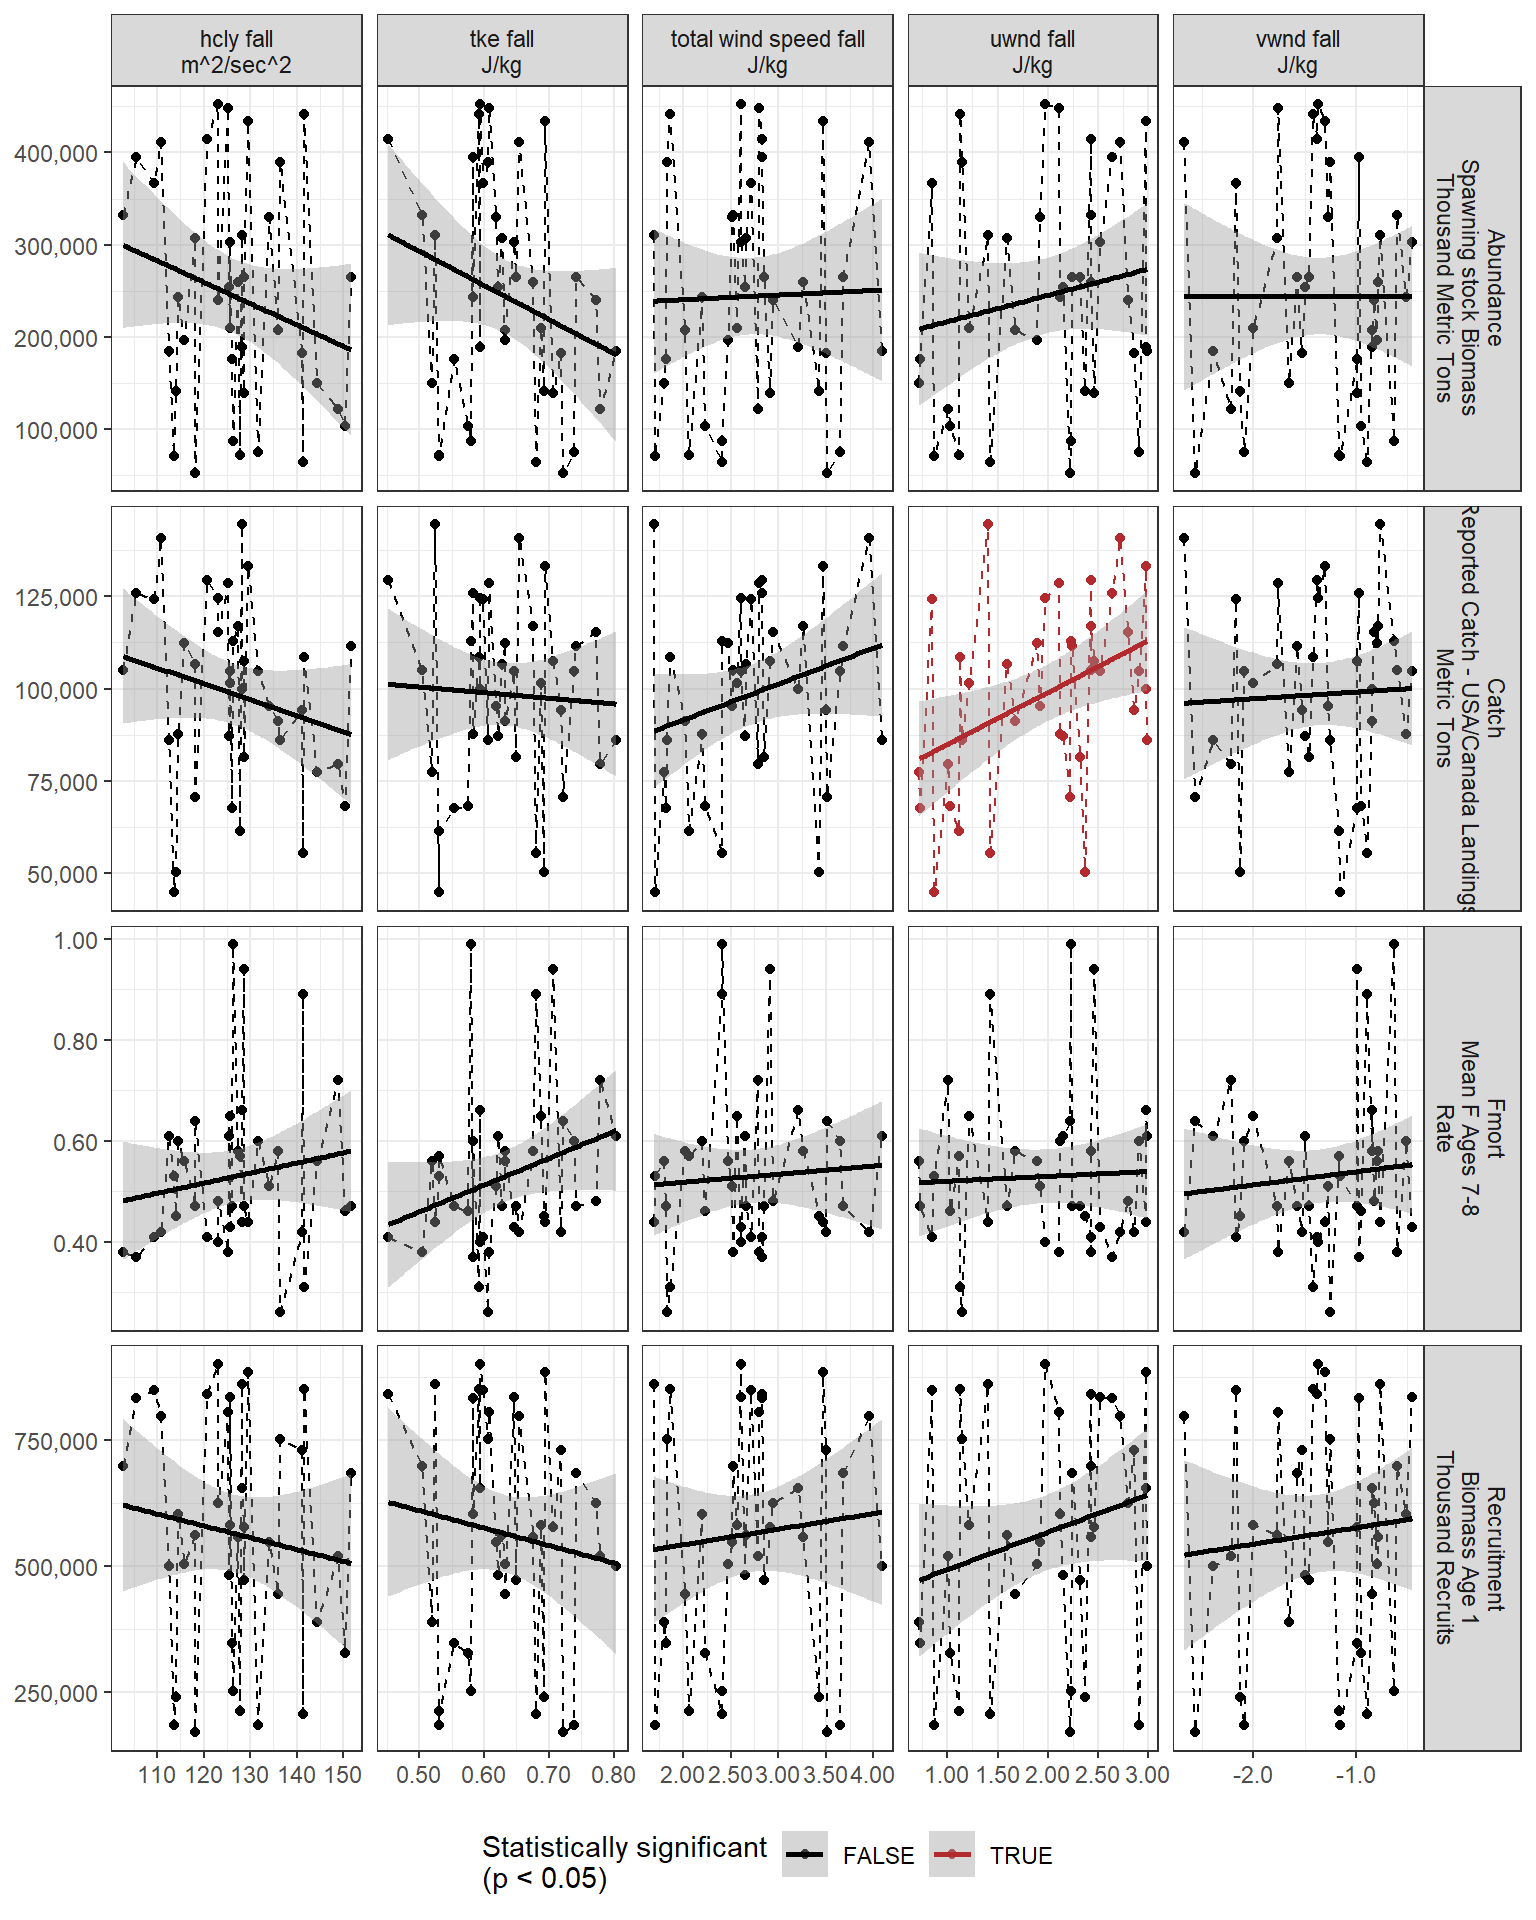 hcly fall
m^2/sec^2
tke fall
J/kg
total wind speed fall
J/kg
uwnd fall
J/kg
vwnd fall
J/kg
400,000
300,000
200,000
100,000
Abundance
Spawning stock Biomass
Thousand Metric Tons
125,000
100,000
75,000
50,000
Catch
Reported Catch - USA/Canada Landings
Metric Tons
1.00
0.80
0.60
0.40
Fmort
Mean F Ages 7-8
Rate
750,000
500,000
250,000
Recruitment
Biomass Age 1
Thousand Recruits
110 120 130 140 150
0.50 0.60 0.70 0.80
2.00 2.50 3.00 3.50 4.00
1.00 1.50 2.00 2.50 3.00
-2.0 -1.0
Statistically significant
(p < 0.05)
FALSE
TRUE